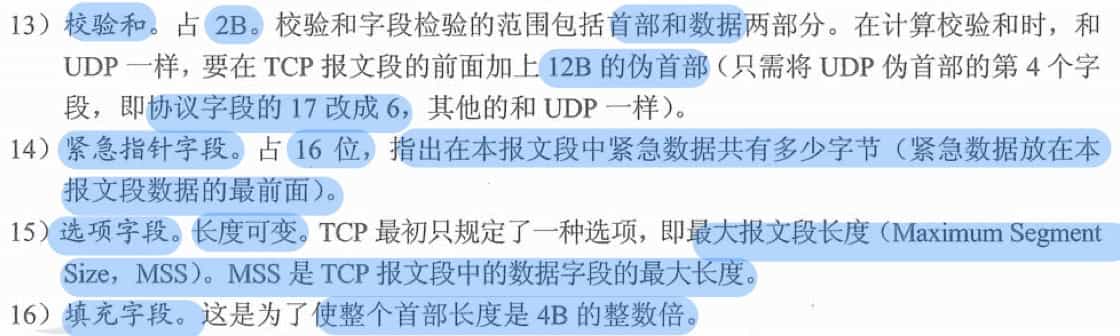 13）校验和。占 2B。校验和字段检验的范围包括首部和数据两部分。在计算校验和时，和
UDP 一样，要在 TCP 报文段的前面加上 12B 的伪首部（只需将 UDP 伪首部的第 4 个字
段，即协议字段的 17 改成 6，其他的和 UDP 一样）。
14）紧急指针字段。占 16 位，指出在本报文段中紧急数据共有多少字节（紧急数据放在本
报文段数据的最前面）。
15）选项字段。长度可变。TCP 最初只规定了一种选项，即最大报文段长度（Maximum Segment
Size，MSS）。MSS 是 TCP 报文段中的数据字段的最大长度。
16）填充字段。这是为了使整个首部长度是 4B 的整数倍。